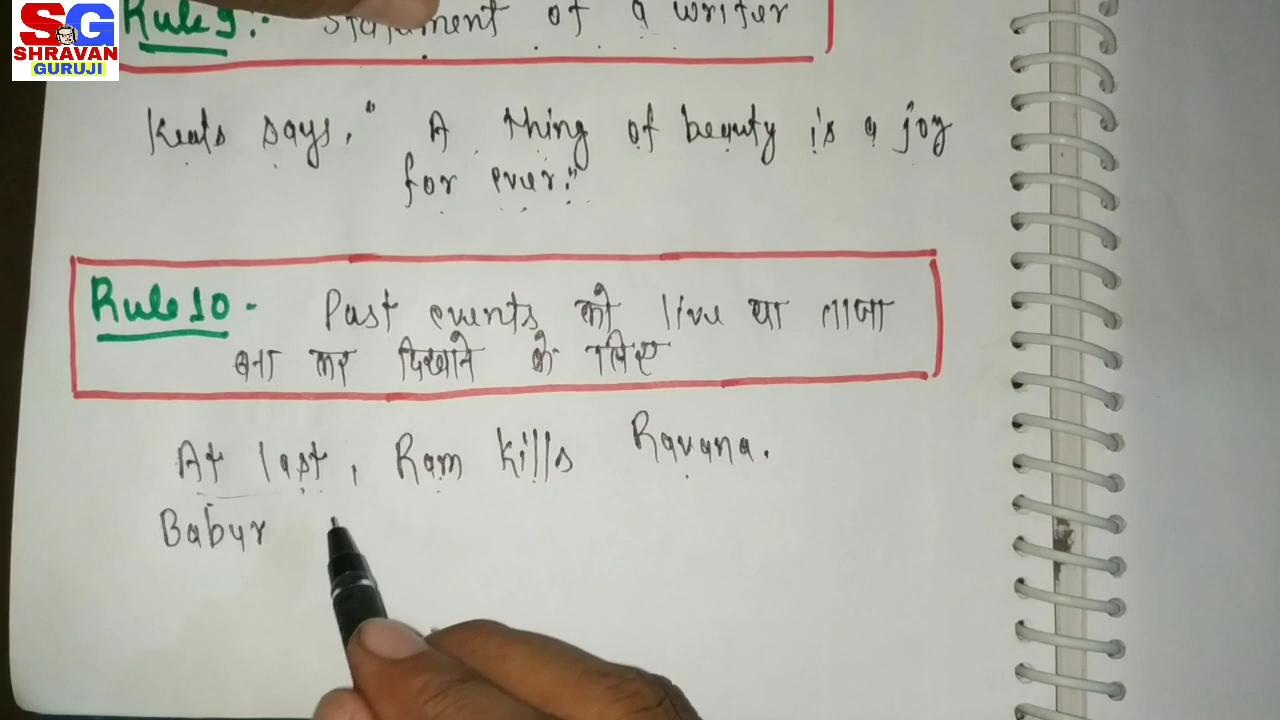 SG
SHRAVAN
GURUJI
Rule 9:- Statement of a writer
Keats says, " A thing of beauty is a joy
for ever."
Rule 10 - Past events को live या ताजा
बना कर दिखाने के लिए
At last, Ram kills Ravana.
Babur